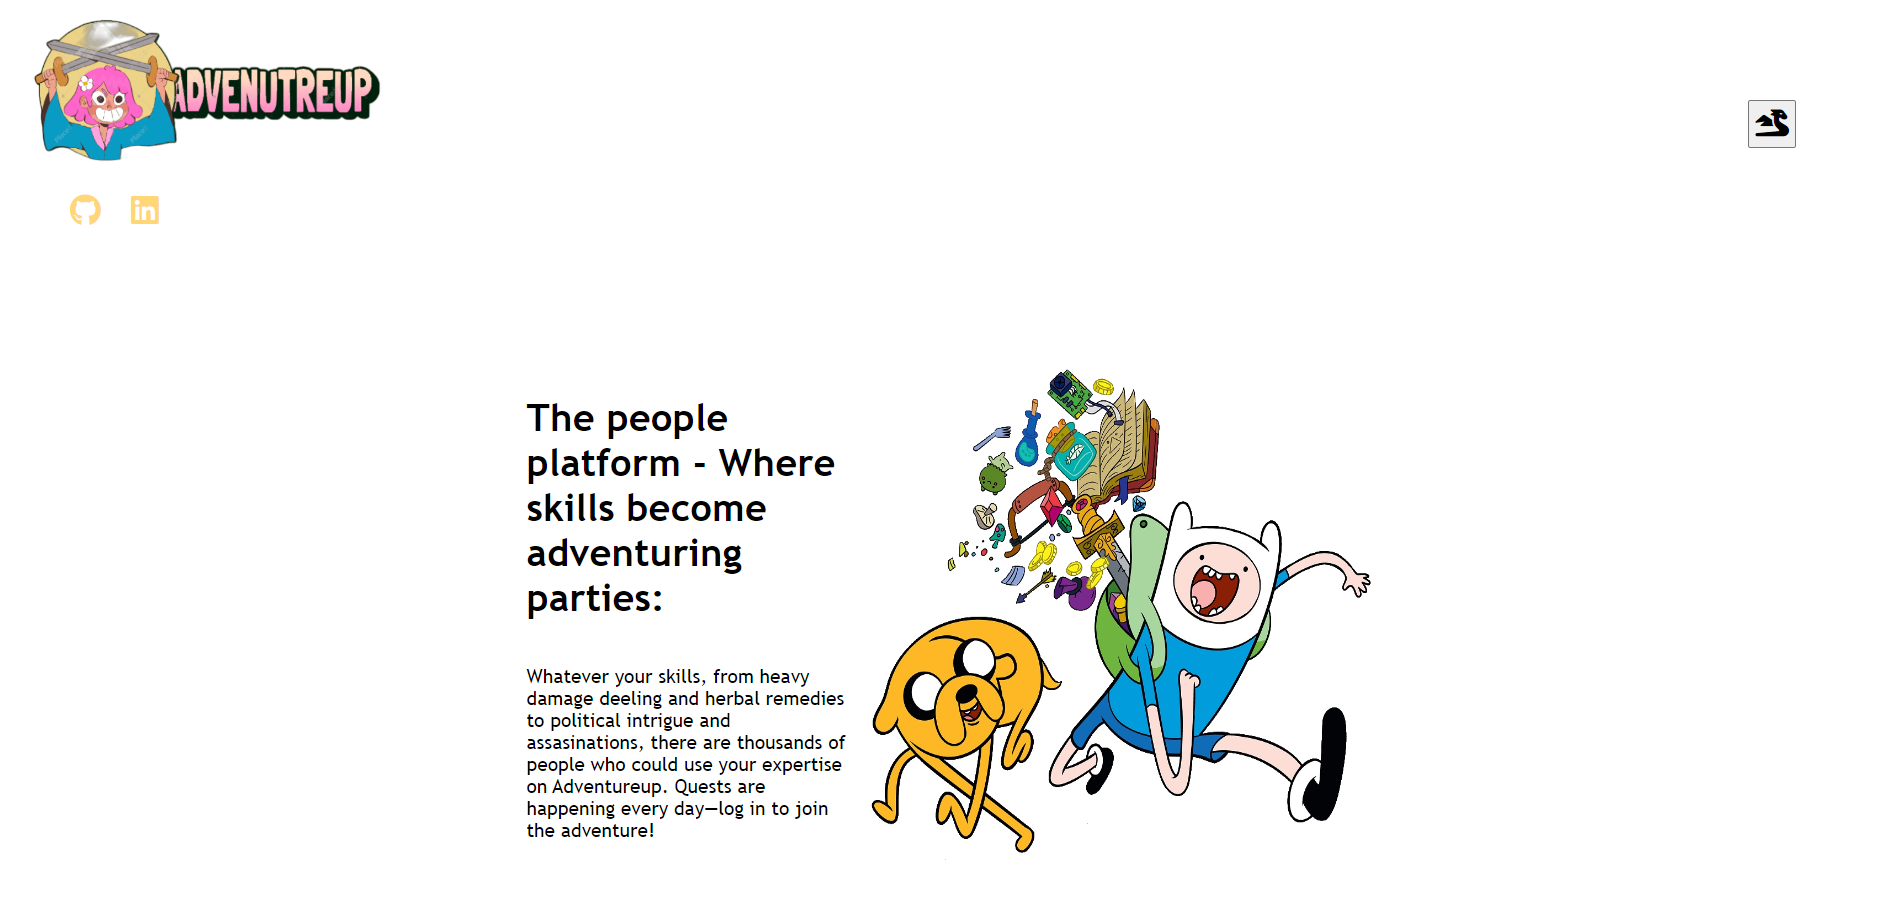 ADVENUTREUP
in
The people
platform - Where
skills become
adventuring
parties:
Whatever your skills, from heavy
damage deeling and herbal remedies
to political intrigue and
assasinations, there are thousands of
people who could use your expertise
on Adventureup. Quests are
happening every day—log in to join
the adventure!